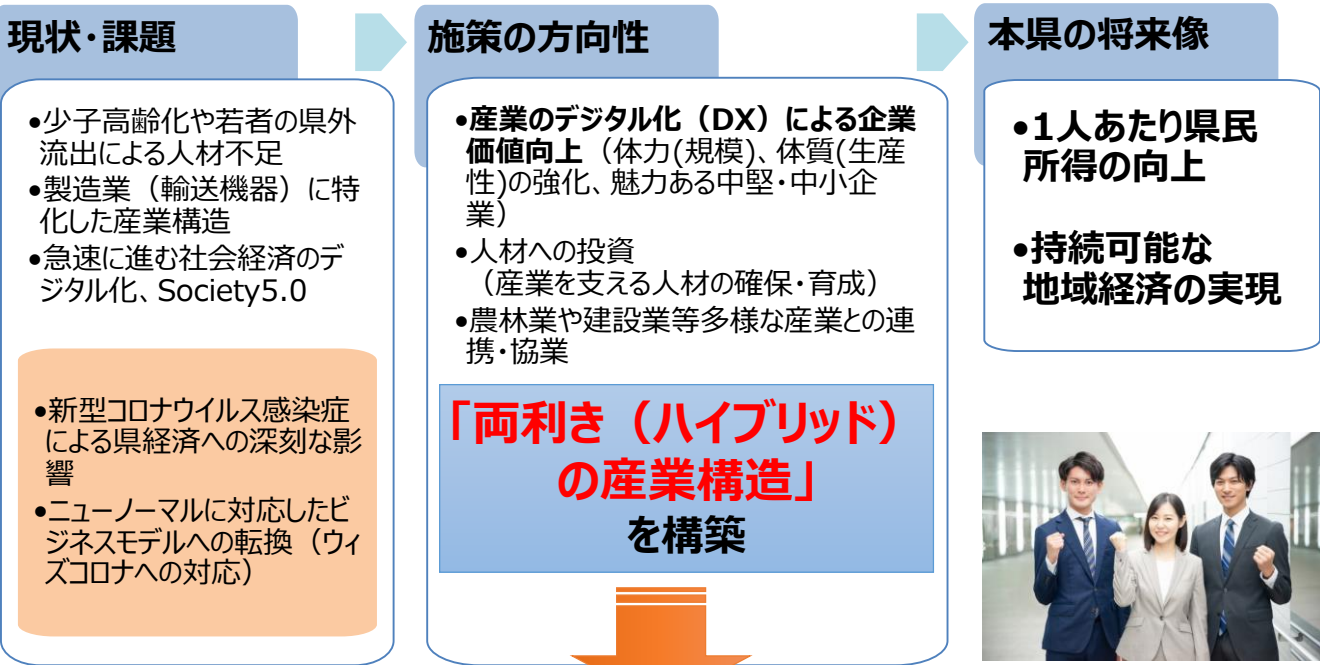 現状・課題
●少子高齢化や若者の県外
流出による人材不足
●製造業（輸送機器）に特
化した産業構造
●急速に進む社会経済のデ
ジタル化、Society5.0
●新型コロナウイルス感染症
による県経済への深刻な影
響
●ニューノーマルに対応したビ
ジネスモデルへの転換（ウィ
ズコロナへの対応）
施策の方向性
●産業のデジタル化（DX）による企業
価値向上（体力(規模)、体質(生産
性)の強化、魅力ある中堅・中小企
業）
●人材への投資
（産業を支える人材の確保・育成）
●農林業や建設業等多様な産業との連
携・協業
「両利き（ハイブリッド）
の産業構造」
を構築
本県の将来像
●1人あたり県民
所得の向上
●持続可能な
地域経済の実現